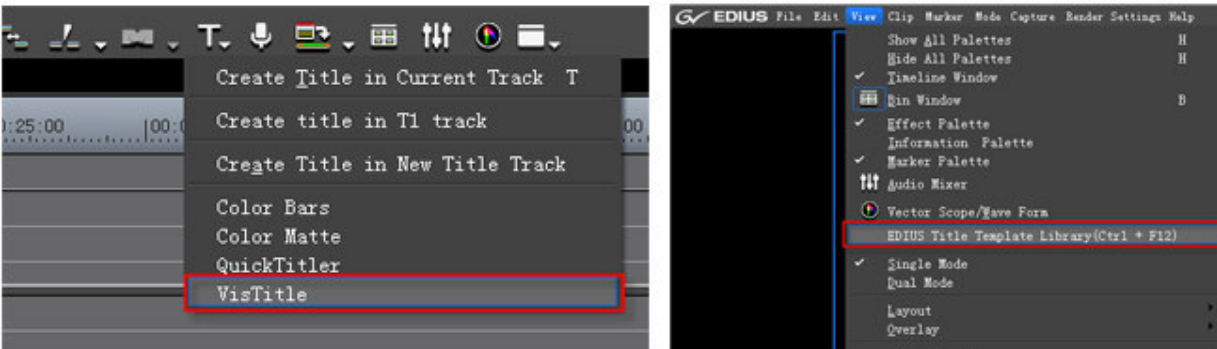 Create Title in Current Track T
0:25:00 |00:0 00
Create title in T1 track
Create Title in New Title Track
Color Bars
Color Matte
QuickTitler
VisTitle
GV EDIUS File Edit View Clip Marker Mode Capture Render Settings Help
Show All Palettes H
Hide All Palettes H
Timeline Window
Bin Window B
Effect Palette
Information Palette
Marker Palette
Audio Mixer
Vector Scope/Wave Form
EDIUS Title Template Library(Ctrl + F12)
Single Mode
Dual Mode
Layout
Overlay